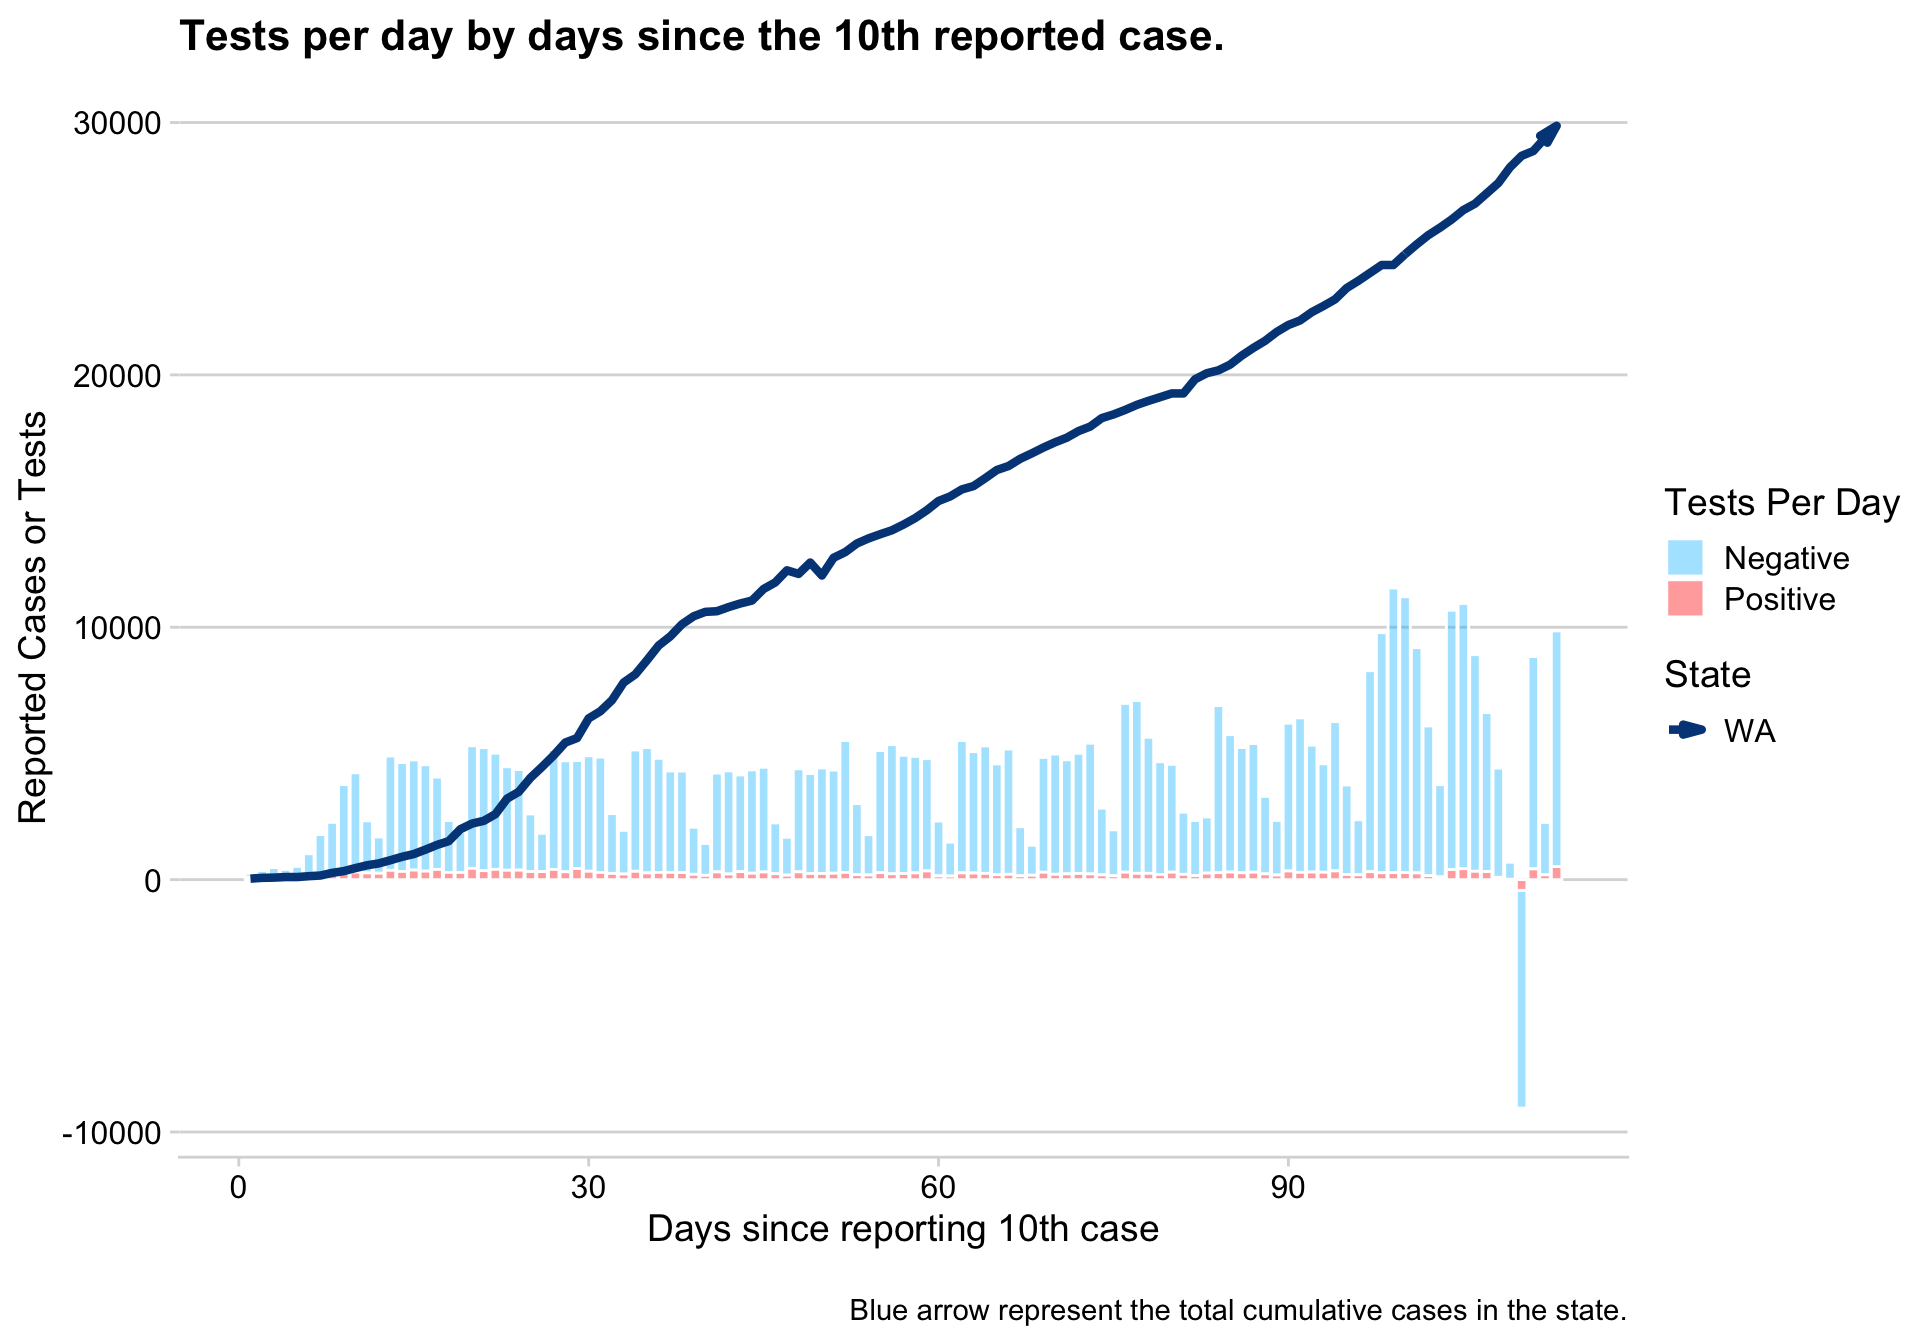 Tests per day by days since the 10th reported case.
30000
20000
10000
0
-10000
Reported Cases or Tests
0 30 60 90
Days since reporting 10th case
Tests Per Day
Negative
Positive
State
WA
Blue arrow represent the total cumulative cases in the state.